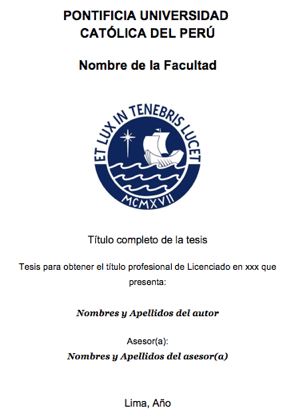 PONTIFICIA UNIVERSIDAD
CATÓLICA DEL PERÚ
Nombre de la Facultad
ET LUX IN TENEBRIS LUCET
MCMXVII
Título completo de la tesis
Tesis para obtener el título profesional de Licenciado en xxx que
presenta:
Nombres y Apellidos del autor
Asesor(a):
Nombres y Apellidos del asesor(a)
Lima, Año